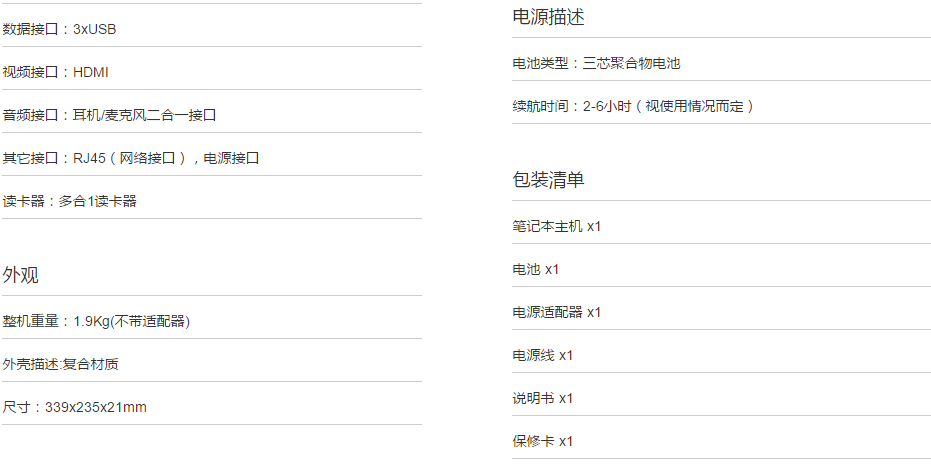 数据接口：3xUSB
视频接口：HDMI
音频接口：耳机/麦克风二合一接口
其它接口：RJ45（网络接口），电源接口
读卡器：多合1读卡器
外观
整机重量：1.9Kg(不带适配器)
外壳描述:复合材质
尺寸：339x235x21mm
电源描述
电池类型：三芯聚合物电池
续航时间：2-6小时（视使用情况而定）
包装清单
笔记本主机 x1
电池 x1
电源适配器 x1
电源线 x1
说明书 x1
保修卡 x1